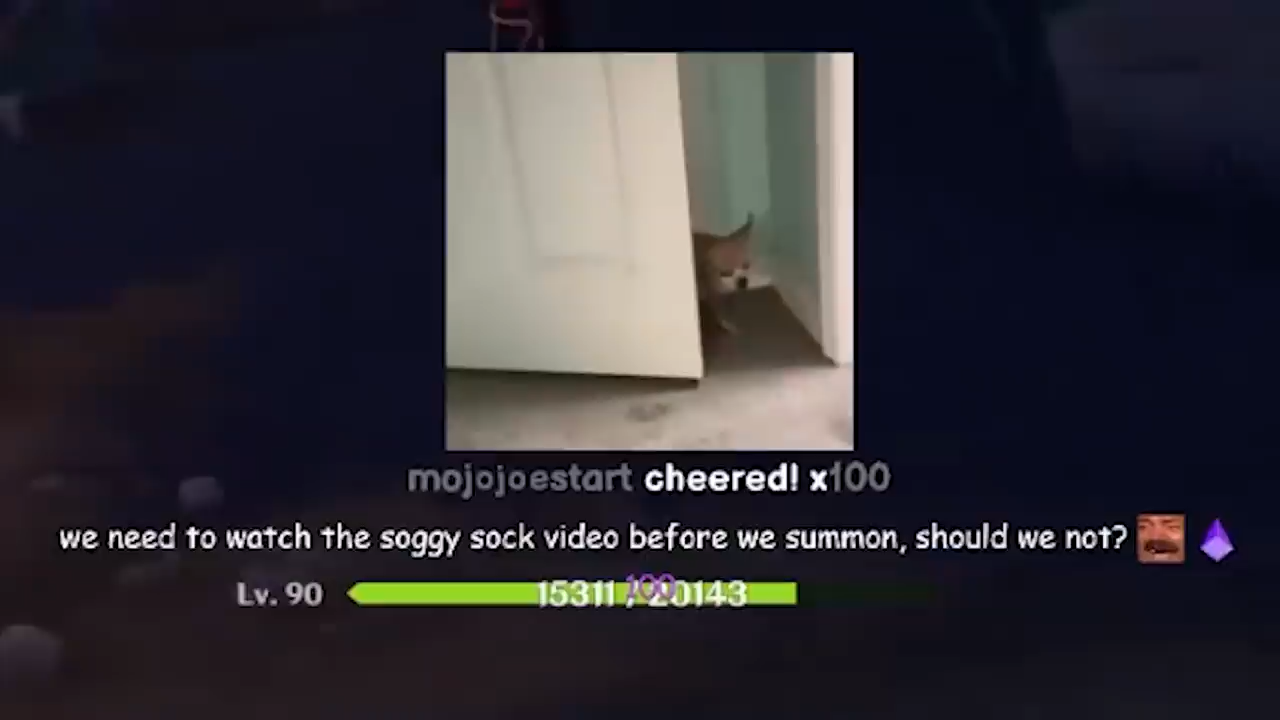 mojojoestart cheered! x100
we need to watch the soggy sock video before we summon, should we not?
100
Lv. 90 15311 / 20143